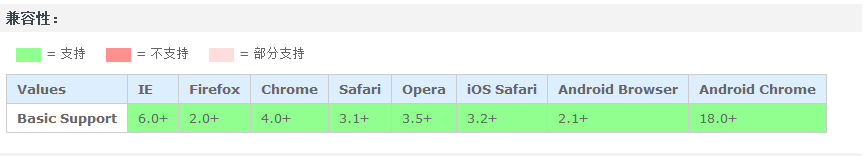 兼容性：
= 支持 = 不支持 = 部分支持
Values IE Firefox Chrome Safari Opera iOS Safari Android Browser Android Chrome
Basic Support 6.0+ 2.0+ 4.0+ 3.1+ 3.5+ 3.2+ 2.1+ 18.0+